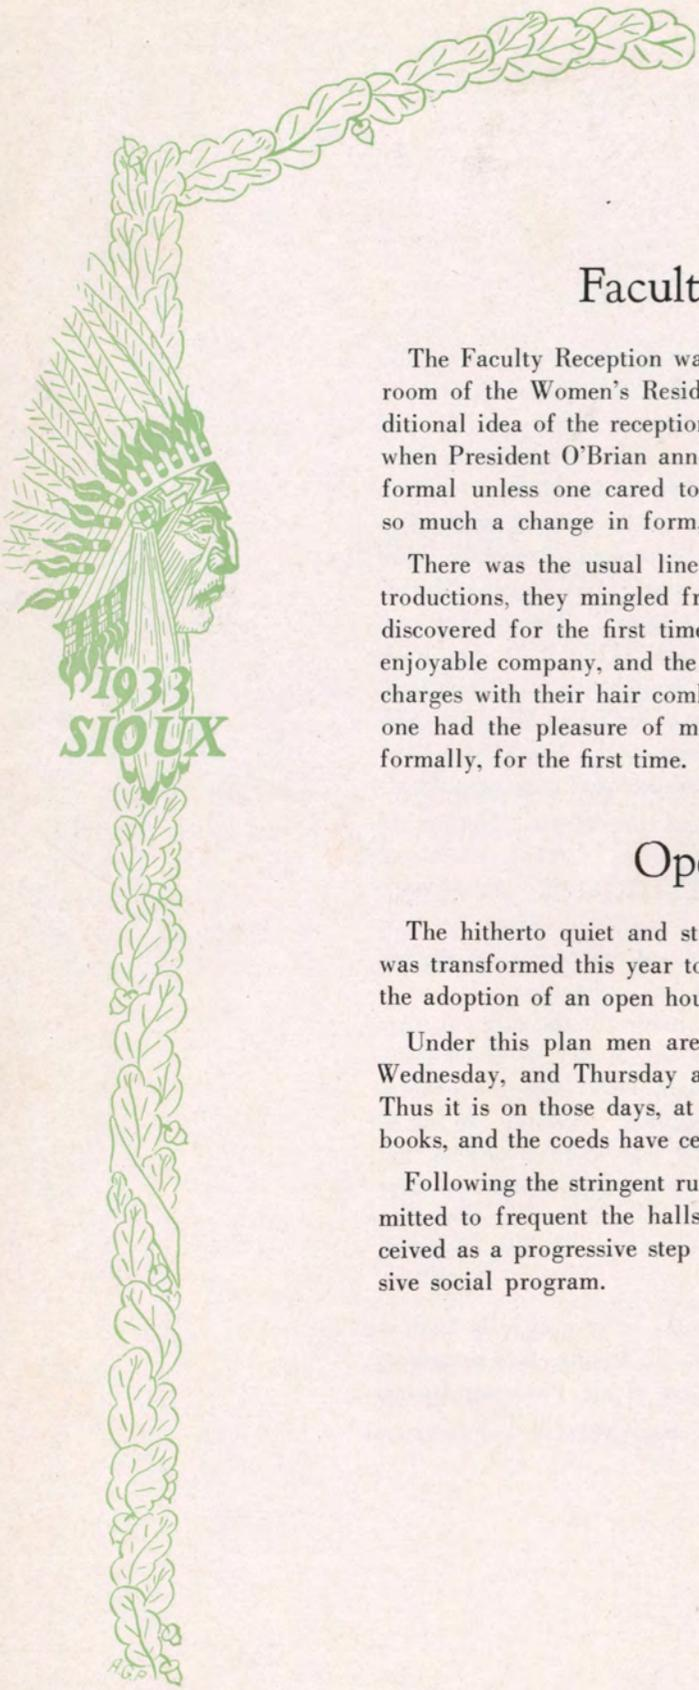 Facult
The Faculty Reception wa
room of the Women's Resid
ditional idea of the reception
when President O'Brian ann
formal unless one cared to
so much a change in form,
There was the usual line
troductions, they mingled fr
discovered for the first time
enjoyable company, and the
charges with their hair comb
one had the pleasure of m
formally, for the first time.
1933
SIOUX
Ope
The hitherto quiet and st
was transformed this year to
the adoption of an open hou
Under this plan men are
Wednesday, and Thursday a
Thus it is on those days, at
books, and the coeds have ce
Following the stringent ru
mitted to frequent the halls
ceived as a progressive step
sive social program.
A.G.P